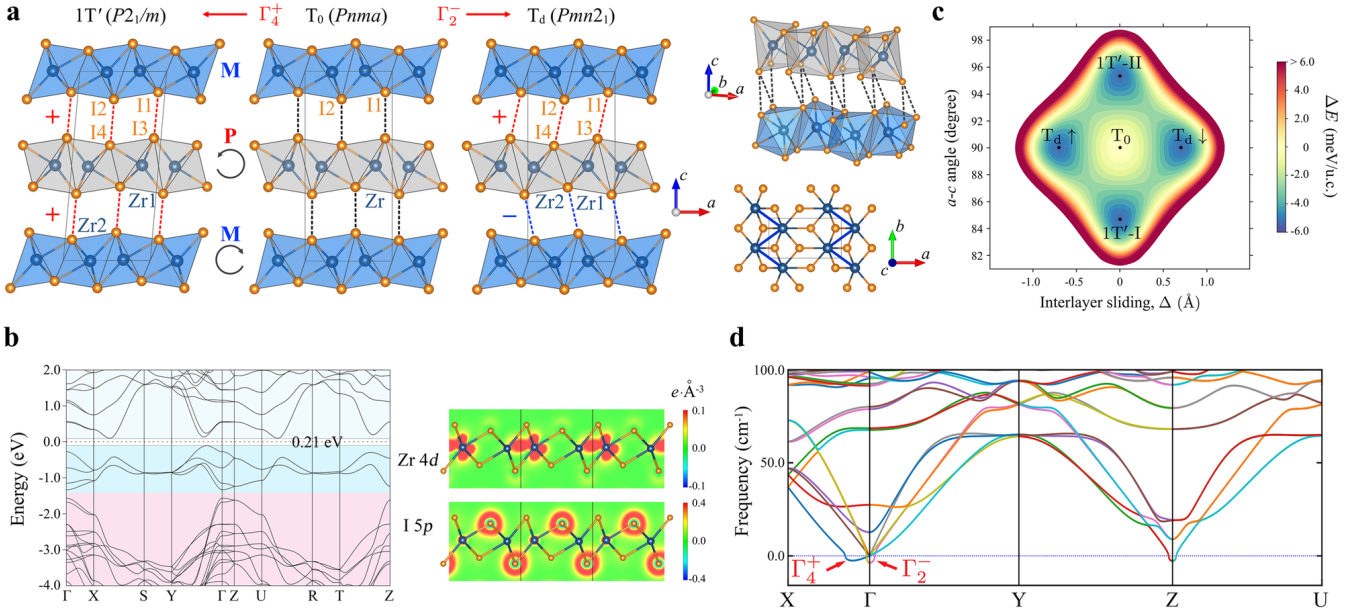 a
1T′ (P2₁/m)
Γ₄⁺
T₀ (Pnma)
Γ₂⁻
T_d (Pmn2₁)
M
I2
I1
I2
I1
I2
I1
+
I4
I3
P
+
I4
I3
Zr1
Zr
Zr2
Zr1
+
Zr2
M
−
c
a
c
b
a
b
c
a
c
98
96
94
92
90
88
86
84
82
a-c angle (degree)
1T′-II
T_d ↑
T₀
T_d ↓
1T′-I
-1.0
-0.5
0.0
0.5
1.0
Interlayer sliding, Δ (Å)
> 6.0
4.0
2.0
0
-2.0
-4.0
-6.0
ΔE (meV/u.c.)
b
2.0
1.0
0.0
-1.0
-2.0
-3.0
-4.0
Energy (eV)
0.21 eV
Γ
X
S
Y
Γ
Z
U
R
T
Z
Zr 4d
I 5p
e·Å⁻³
0.1
0.0
-0.1
0.4
0.0
-0.4
d
100.0
50.0
0.0
Frequency (cm⁻¹)
Γ₄⁺
Γ₂⁻
X
Γ
Y
Z
U